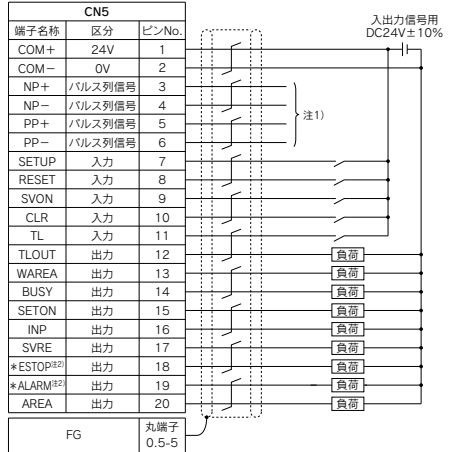 CN5
端子名称 区分 ピンNo.
COM+ 24V 1
COM− 0V 2
NP+ パルス列信号 3
NP− パルス列信号 4
PP+ パルス列信号 5
PP− パルス列信号 6
SETUP 入力 7
RESET 入力 8
SVON 入力 9
CLR 入力 10
TL 入力 11
TLOUT 出力 12 負荷
WAREA 出力 13 負荷
BUSY 出力 14 負荷
SETON 出力 15 負荷
INP 出力 16 負荷
SVRE 出力 17 負荷
*ESTOP注2) 出力 18 負荷
*ALARM注2) 出力 19 負荷
AREA 出力 20 負荷
FG 丸端子
0.5-5
入出力信号用
DC24V±10%
注1)